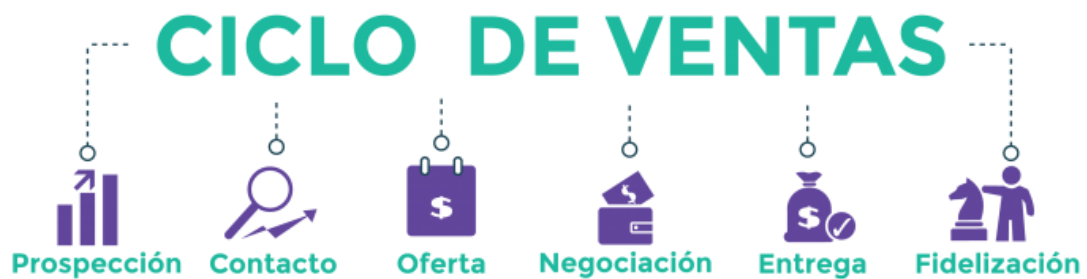 CICLO DE VENTAS
$
$
$
Prospección Contacto Oferta Negociación Entrega Fidelización